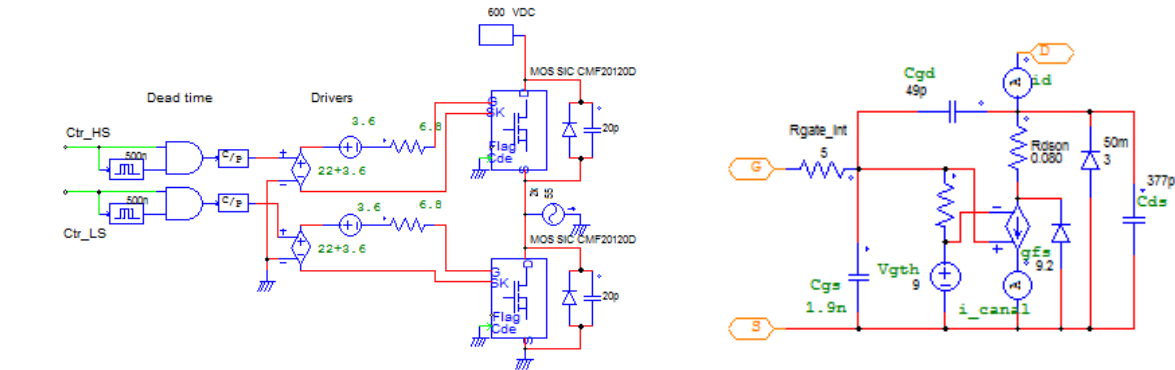 600 VDC
MOS SIC CMF20120D
Dead time
Drivers
3.6
6.8
G
SK
20p
Ctr_HS
500n
C/P
Flag
Cde
22+3.6
S
3.6
6.8
500n
C/P
Ctr_LS
MOS SIC CMF20120D
22+3.6
G
SK
20p
Flag
Cde
S
D
Cgd
A
id
49p
Rgate_Int
5
Rdson
0.080
50m
3
G
377p
Cds
Vgth
9
gfs
9.2
Cgs
1.9n
A
i_canal
S